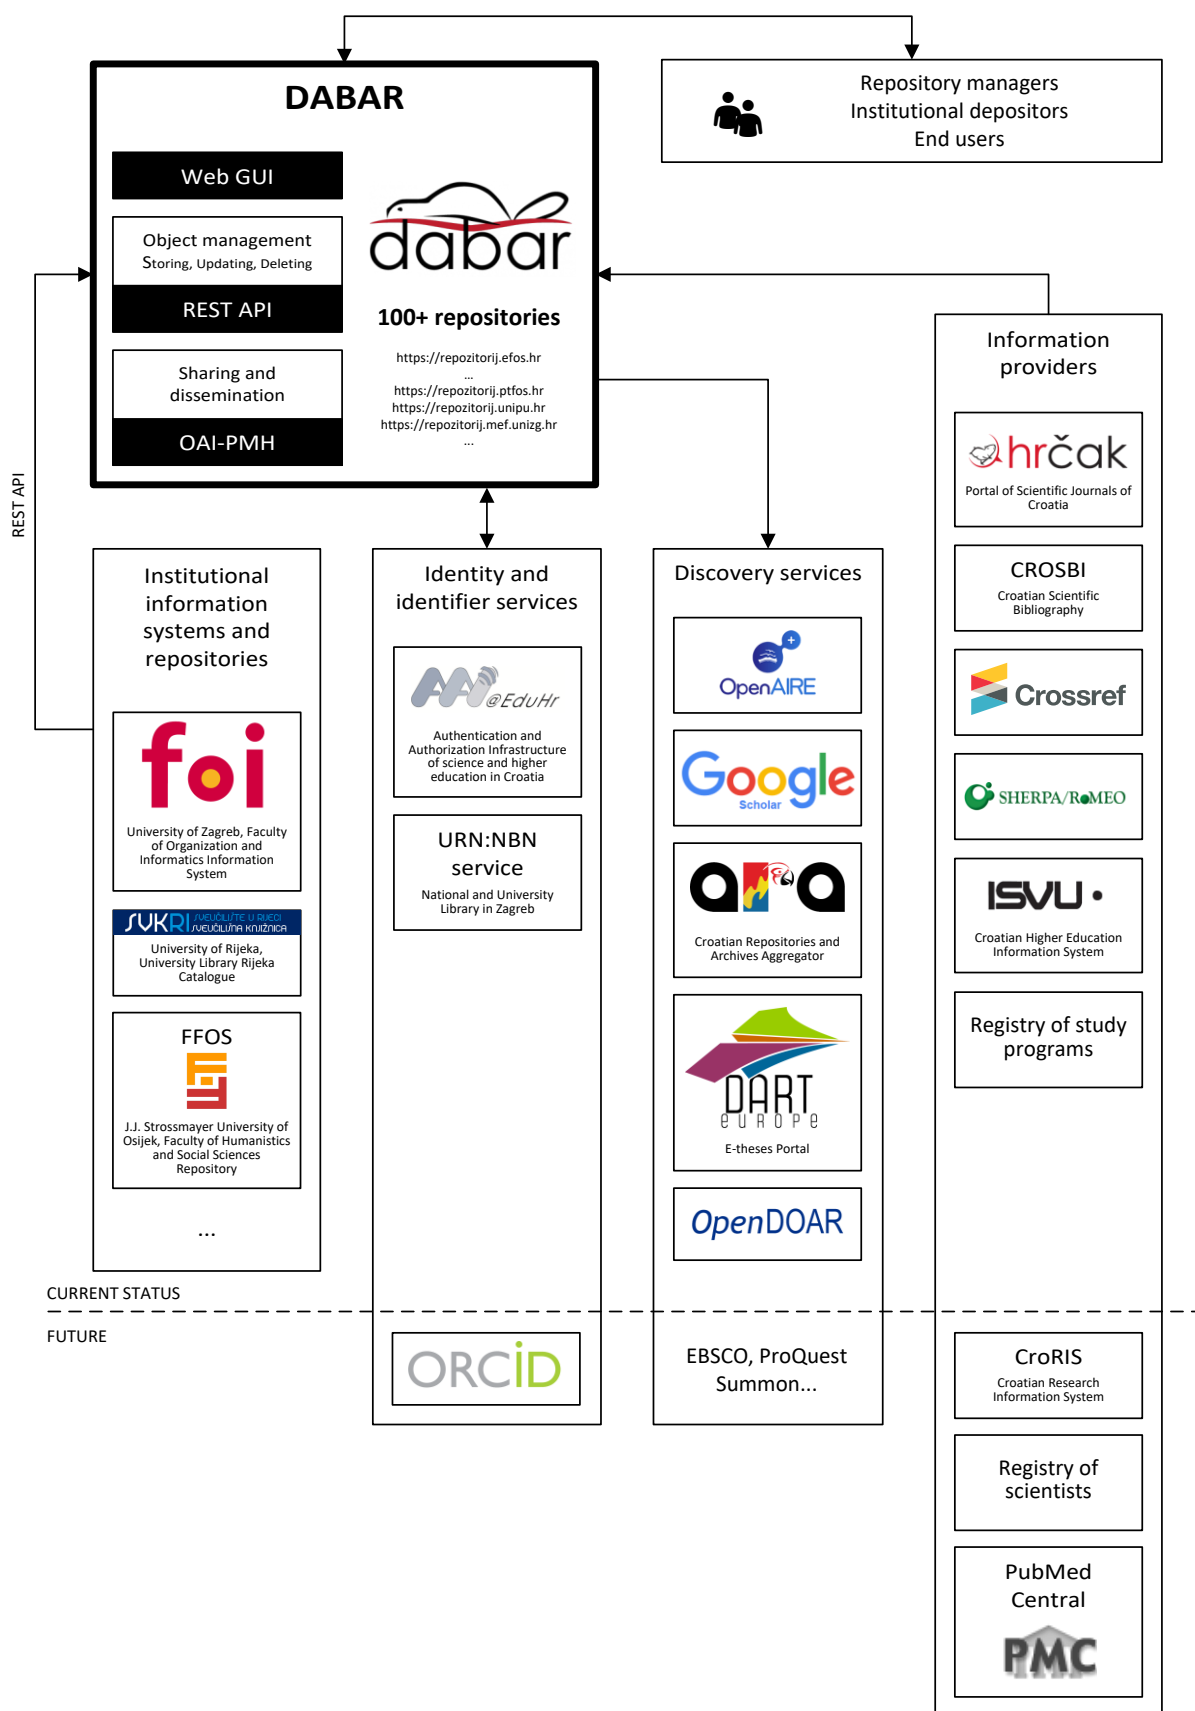 DABAR
Web GUI
Object management
Storing, Updating, Deleting
REST API
Sharing and
dissemination
OAI-PMH
dabar
100+ repositories
https://repozitorij.efos.hr
...
https://repozitorij.ptfos.hr
https://repozitorij.unipu.hr
https://repozitorij.mef.unizg.hr
...
Repository managers
Institutional depositors
End users
REST API
Institutional
information
systems and
repositories
foi
University of Zagreb, Faculty
of Organization and
Informatics Information
System
SVKRI
SVEUČILIŠTE U RIJECI
SVEUČILIŠNA KNJIŽNICA
University of Rijeka,
University Library Rijeka
Catalogue
FFOS
J.J. Strossmayer University of
Osijek, Faculty of Humanistics
and Social Sciences
Repository
...
Identity and
identifier services
AAI@EduHr
Authentication and
Authorization Infrastructure
of science and higher
education in Croatia
URN:NBN
service
National and University
Library in Zagreb
Discovery services
OpenAIRE
Google
Scholar
ara
Croatian Repositories and
Archives Aggregator
DART
europe
E-theses Portal
OpenDOAR
Information
providers
hrčak
Portal of Scientific Journals of
Croatia
CROSBI
Croatian Scientific
Bibliography
Crossref
SHERPA/RoMEO
ISVU
Croatian Higher Education
Information System
Registry of study
programs
CURRENT STATUS
FUTURE
ORCiD
EBSCO, ProQuest
Summon...
CroRIS
Croatian Research
Information System
Registry of
scientists
PubMed
Central
PMC